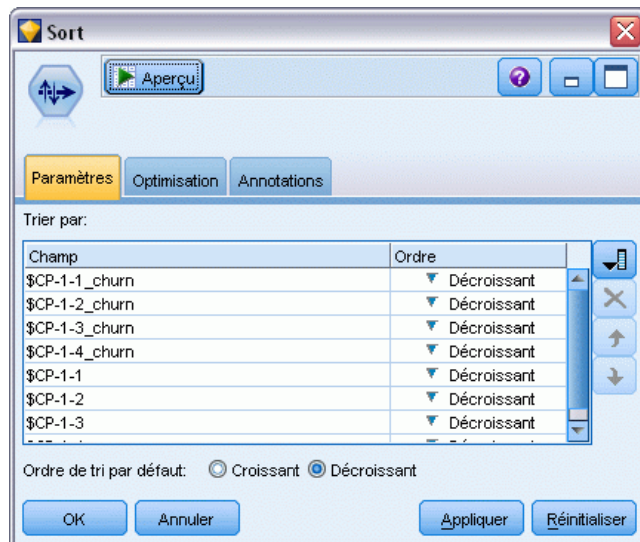 Sort
Aperçu
Paramètres Optimisation Annotations
Trier par:
Champ Ordre
$CP-1-1_churn Décroissant
$CP-1-2_churn Décroissant
$CP-1-3_churn Décroissant
$CP-1-4_churn Décroissant
$CP-1-1 Décroissant
$CP-1-2 Décroissant
$CP-1-3 Décroissant
Ordre de tri par défaut: Croissant Décroissant
OK Annuler Appliquer Réinitialiser